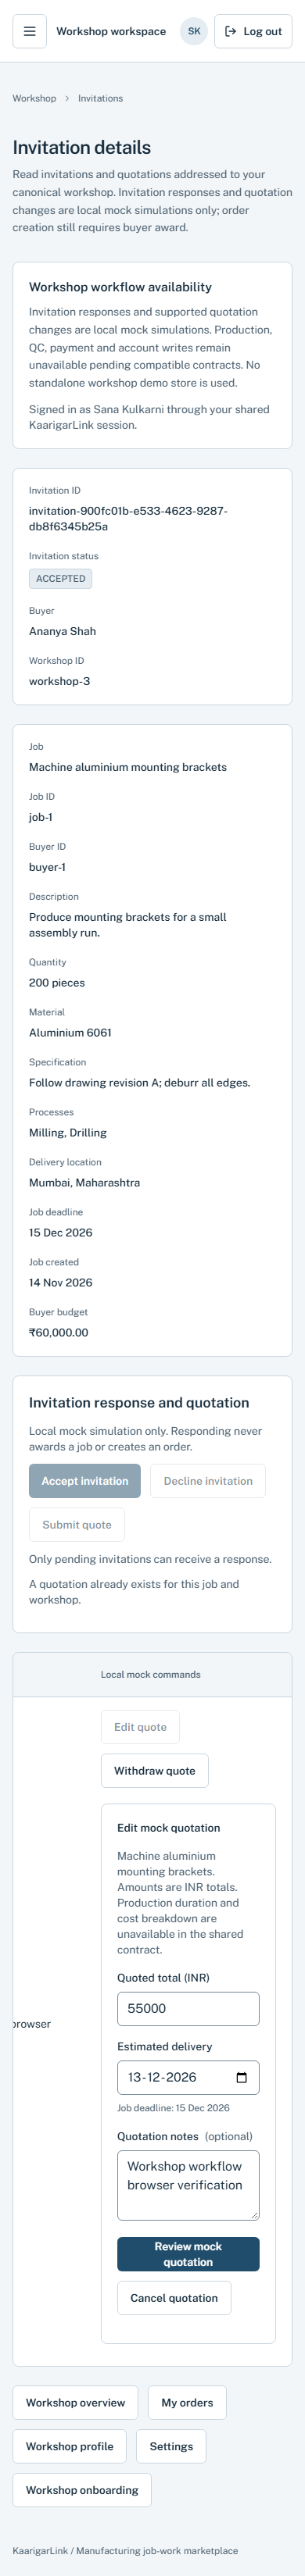 Workshop workspace
SK
Log out
Workshop
Invitations
Invitation details
Read invitations and quotations addressed to your
canonical workshop. Invitation responses and quotation
changes are local mock simulations only; order
creation still requires buyer award.
Workshop workflow availability
Invitation responses and supported quotation
changes are local mock simulations. Production,
QC, payment and account writes remain
unavailable pending compatible contracts. No
standalone workshop demo store is used.
Signed in as Sana Kulkarni through your shared
KaarigarLink session.
Invitation ID
invitation-900fc01b-e533-4623-9287-
db8f6345b25a
Invitation status
ACCEPTED
Buyer
Ananya Shah
Workshop ID
workshop-3
Job
Machine aluminium mounting brackets
Job ID
job-1
Buyer ID
buyer-1
Description
Produce mounting brackets for a small
assembly run.
Quantity
200 pieces
Material
Aluminium 6061
Specification
Follow drawing revision A; deburr all edges.
Processes
Milling, Drilling
Delivery location
Mumbai, Maharashtra
Job deadline
15 Dec 2026
Job created
14 Nov 2026
Buyer budget
₹60,000.00
Invitation response and quotation
Local mock simulation only. Responding never
awards a job or creates an order.
Accept invitation
Decline invitation
Submit quote
Only pending invitations can receive a response.
A quotation already exists for this job and
workshop.
Local mock commands
Edit quote
Withdraw quote
Edit mock quotation
Machine aluminium
mounting brackets.
Amounts are INR totals.
Production duration and
cost breakdown are
unavailable in the shared
contract.
Quoted total (INR)
55000
browser
Estimated delivery
13-12-2026
Job deadline: 15 Dec 2026
Quotation notes (optional)
Workshop workflow
browser verification
Review mock
quotation
Cancel quotation
Workshop overview
My orders
Workshop profile
Settings
Workshop onboarding
KaarigarLink / Manufacturing job-work marketplace